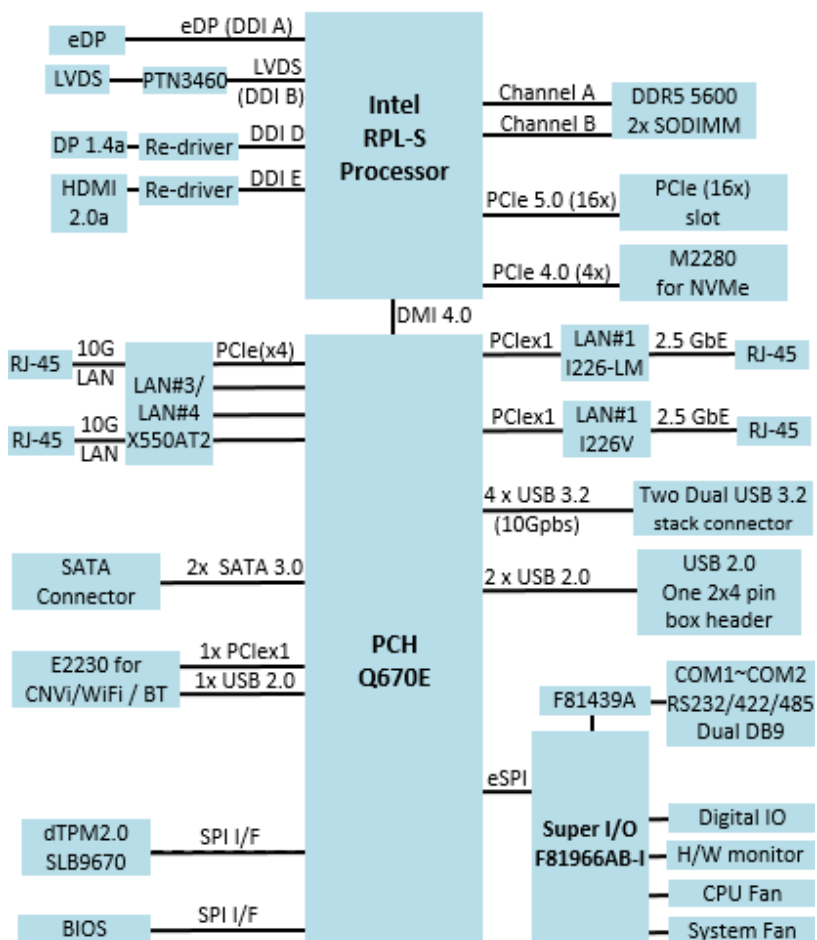 eDP
eDP (DDI A)
LVDS
PTN3460
LVDS
(DDI B)
DP 1.4a
Re-driver
DDI D
HDMI
2.0a
Re-driver
DDI E
Intel
RPL-S
Processor
Channel A
Channel B
DDR5 5600
2x SODIMM
PCIe 5.0 (16x)
PCIe (16x)
slot
PCIe 4.0 (4x)
M2280
for NVMe
DMI 4.0
RJ-45
10G
LAN
RJ-45
10G
LAN
LAN#3/
LAN#4
X550AT2
PCIe(x4)
PCIex1
LAN#1
I226-LM
2.5 GbE
RJ-45
PCIex1
LAN#1
I226V
2.5 GbE
RJ-45
4 x USB 3.2
(10Gpbs)
Two Dual USB 3.2
stack connector
SATA
Connector
2x SATA 3.0
2 x USB 2.0
USB 2.0
One 2x4 pin
box header
PCH
Q670E
E2230 for
CNVi/WiFi / BT
1x PCIex1
1x USB 2.0
F81439A
COM1~COM2
RS232/422/485
Dual DB9
eSPI
Super I/O
F81966AB-I
Digital IO
H/W monitor
CPU Fan
System Fan
dTPM2.0
SLB9670
SPI I/F
BIOS
SPI I/F